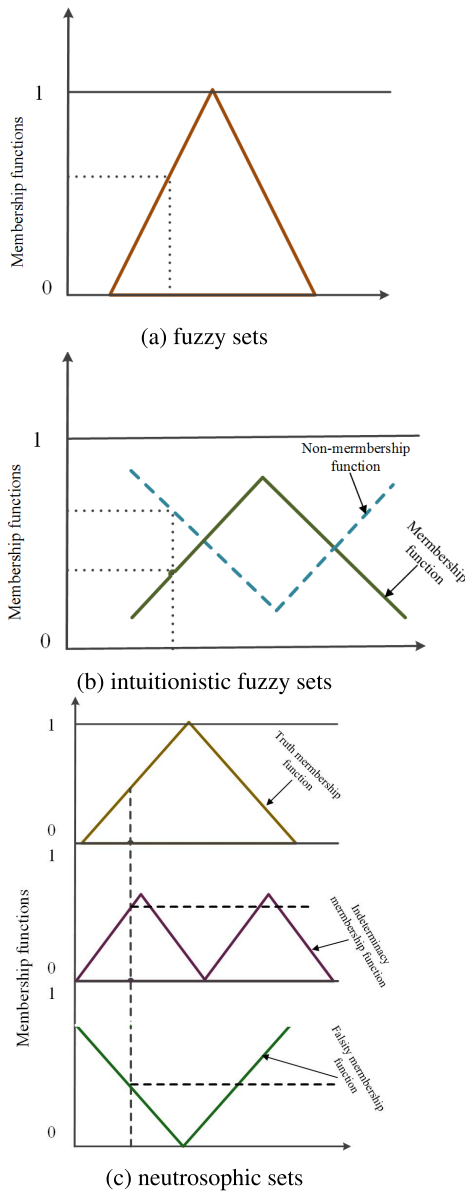 1
Membership functions
0
(a) fuzzy sets
1
Non-mermbership
function
Membership functions
Mermbership
function
0
(b) intuitionistic fuzzy sets
1
Truth mermbership
function
0
1
Membership functions
Indeterminacy
mermbership function
0
1
Falsity mermbership
function
0
(c) neutrosophic sets